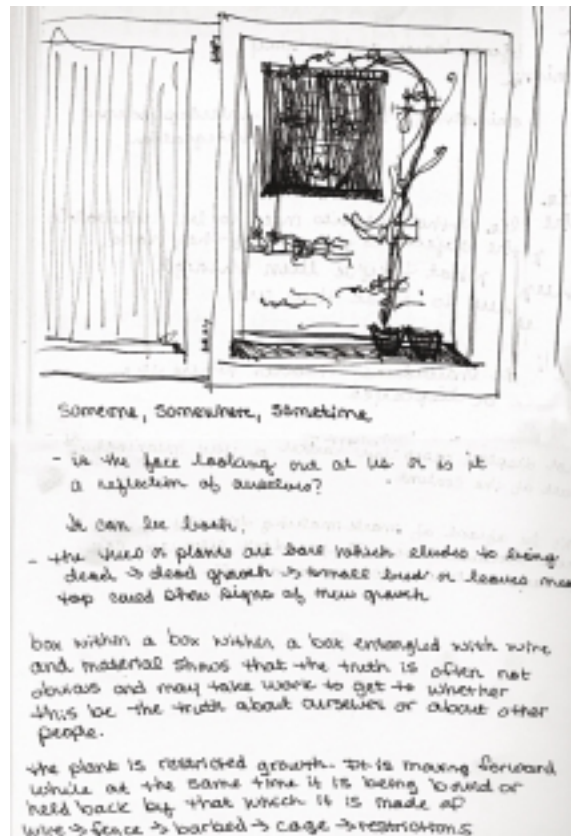 someone, somewhere, sometime
- is the face looking out at us or is it
a reflection of ourselves?
It can be both.
- the vines or plants are bare which eludes to being
dead → dead growth → small bud or leaves near
top could show signs of new growth
box within a box within a box entangled with wire
and material shows that the truth is often not
obvious and may take work to get to whether
this be the truth about ourselves or about other
people.
the plant is restricted growth. It is moving forward
while at the same time it is being bound or
held back by that which it is made of
wire → fence → barbed → cage → restrictions